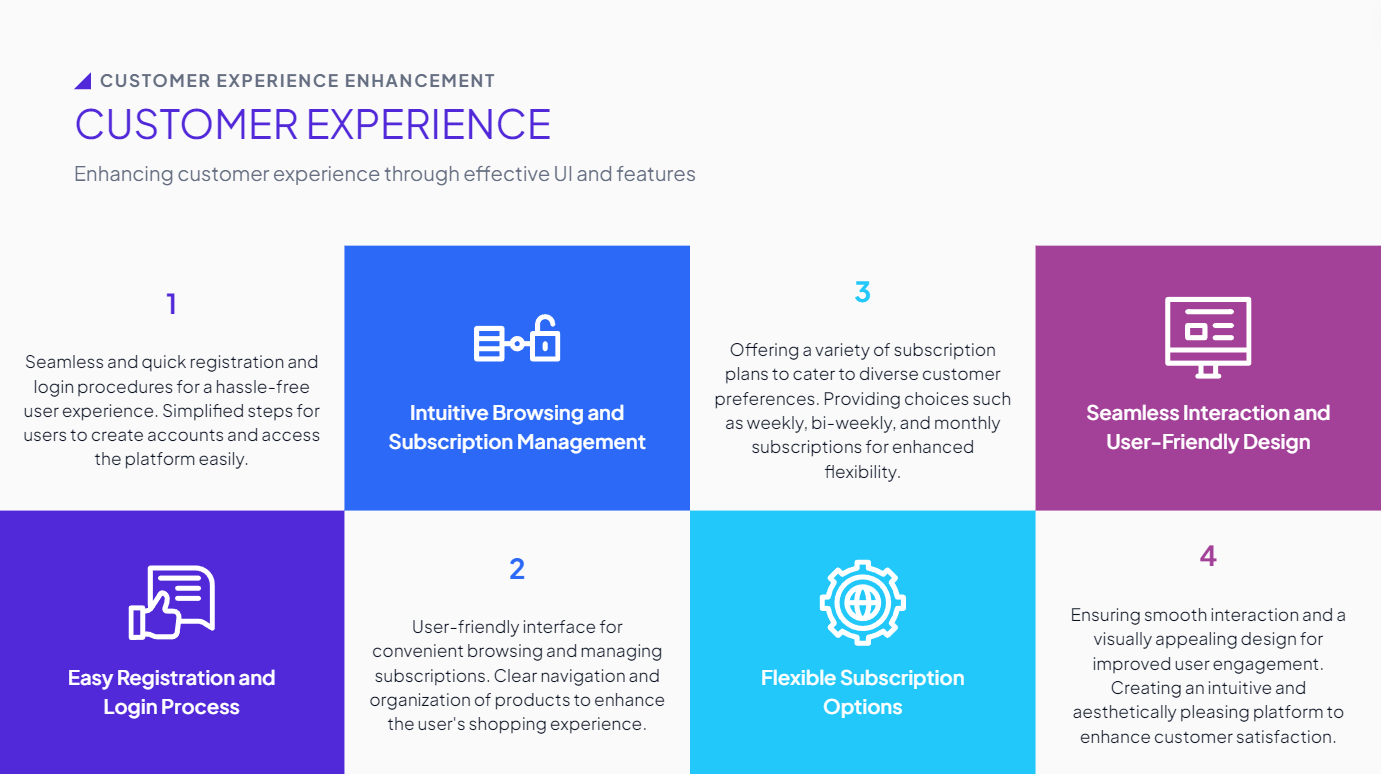 CUSTOMER EXPERIENCE ENHANCEMENT
CUSTOMER EXPERIENCE
Enhancing customer experience through effective UI and features
1
Seamless and quick registration and
login procedures for a hassle-free
user experience. Simplified steps for
users to create accounts and access
the platform easily.
Easy Registration and
Login Process
Intuitive Browsing and
Subscription Management
2
User-friendly interface for
convenient browsing and managing
subscriptions. Clear navigation and
organization of products to enhance
the user's shopping experience.
3
Offering a variety of subscription
plans to cater to diverse customer
preferences. Providing choices such
as weekly, bi-weekly, and monthly
subscriptions for enhanced
flexibility.
Flexible Subscription
Options
Seamless Interaction and
User-Friendly Design
4
Ensuring smooth interaction and a
visually appealing design for
improved user engagement.
Creating an intuitive and
aesthetically pleasing platform to
enhance customer satisfaction.